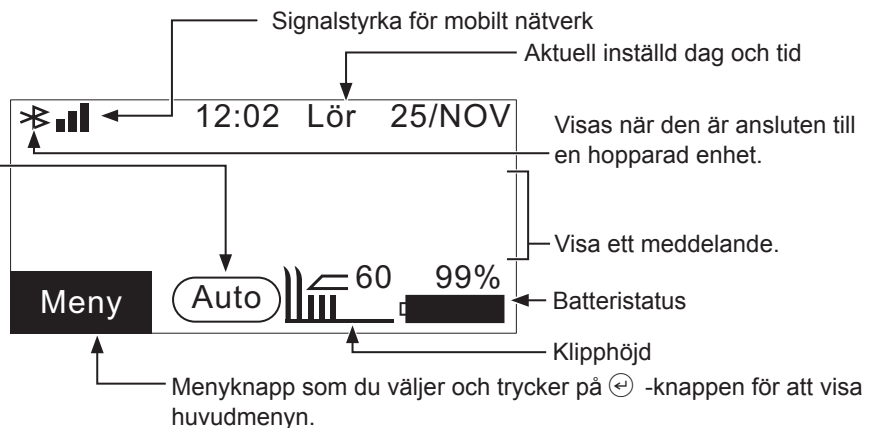 Signalstyrka för mobilt nätverk
Aktuell inställd dag och tid
12:02 Lör 25/NOV
Visas när den är ansluten till
en hopparad enhet.
Visa ett meddelande.
Meny Auto 60 99%
Batteristatus
Klipphöjd
Menyknapp som du väljer och trycker på -knappen för att visa
huvudmenyn.